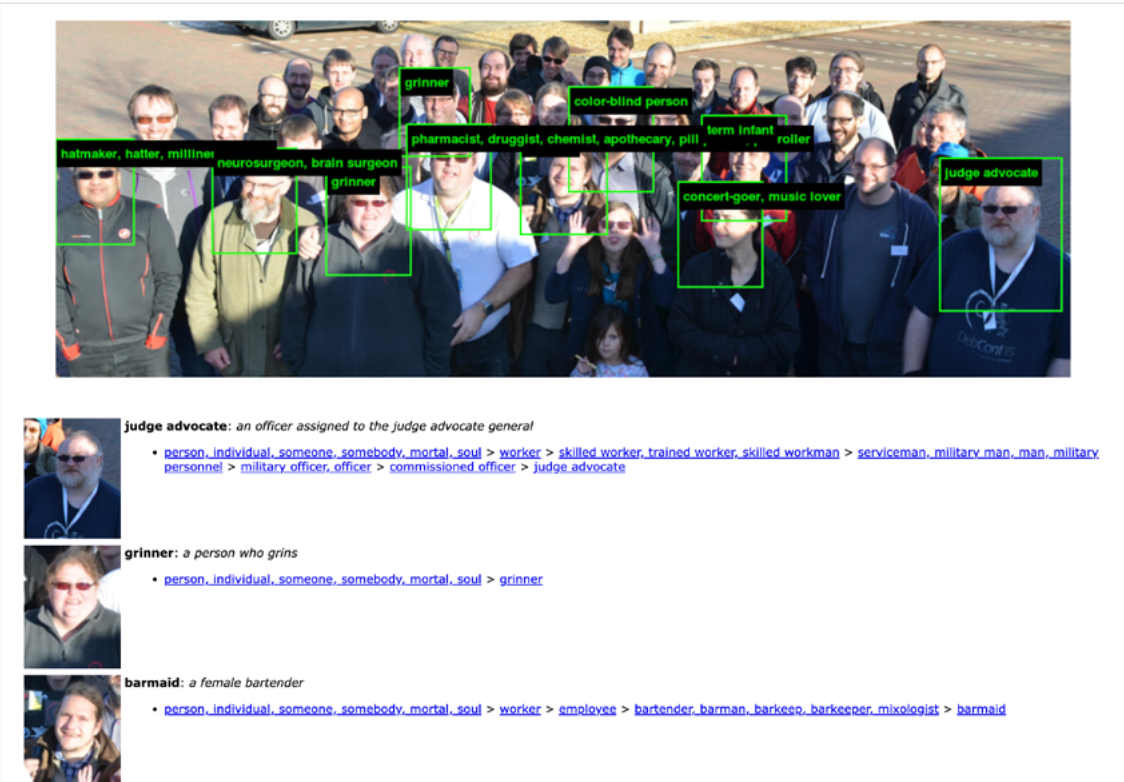 grinner
color-blind person
pharmacist, druggist, chemist, apothecary, pill roller
term infant
hatmaker, hatter, milliner
neurosurgeon, brain surgeon
grinner
concert-goer, music lover
judge advocate
DebConf15
judge advocate: an officer assigned to the judge advocate general
• person, individual, someone, somebody, mortal, soul > worker > skilled worker, trained worker, skilled workman > serviceman, military man, man, military
personnel > military officer, officer > commissioned officer > judge advocate
grinner: a person who grins
• person, individual, someone, somebody, mortal, soul > grinner
barmaid: a female bartender
• person, individual, someone, somebody, mortal, soul > worker > employee > bartender, barman, barkeep, barkeeper, mixologist > barmaid